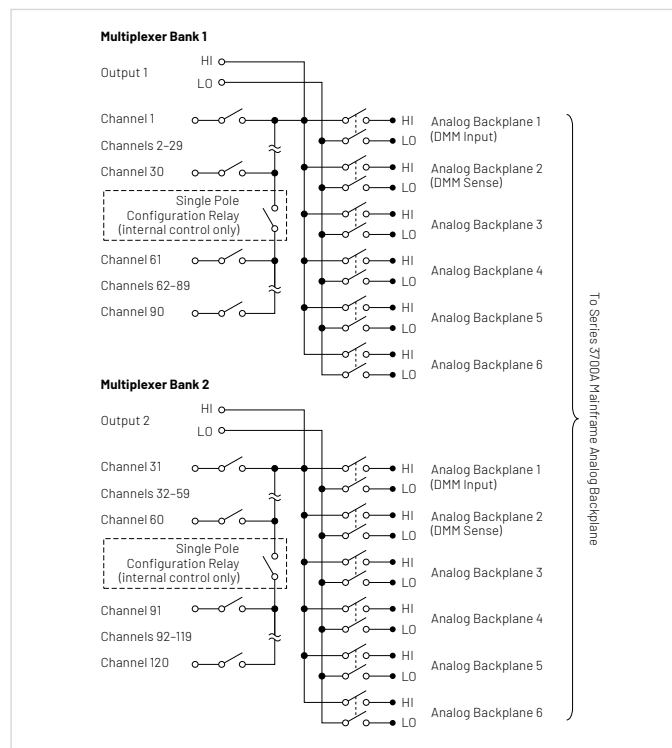 Multiplexer Bank 1
HI
Output 1
LO
Channel 1
HI
Analog Backplane 1
LO
(DMM Input)
Channels 2–29
HI
Analog Backplane 2
Channel 30
LO
(DMM Sense)
Single Pole
Configuration Relay
(internal control only)
HI
Analog Backplane 3
LO
Channel 61
HI
Analog Backplane 4
LO
Channels 62–89
Channel 90
HI
Analog Backplane 5
LO
HI
Analog Backplane 6
LO
To Series 3700A Mainframe Analog Backplane
Multiplexer Bank 2
HI
Output 2
LO
Channel 31
HI
Analog Backplane 1
LO
(DMM Input)
Channels 32–59
HI
Analog Backplane 2
Channel 60
LO
(DMM Sense)
Single Pole
Configuration Relay
(internal control only)
HI
Analog Backplane 3
LO
Channel 91
HI
Analog Backplane 4
LO
Channels 92–119
Channel 120
HI
Analog Backplane 5
LO
HI
Analog Backplane 6
LO